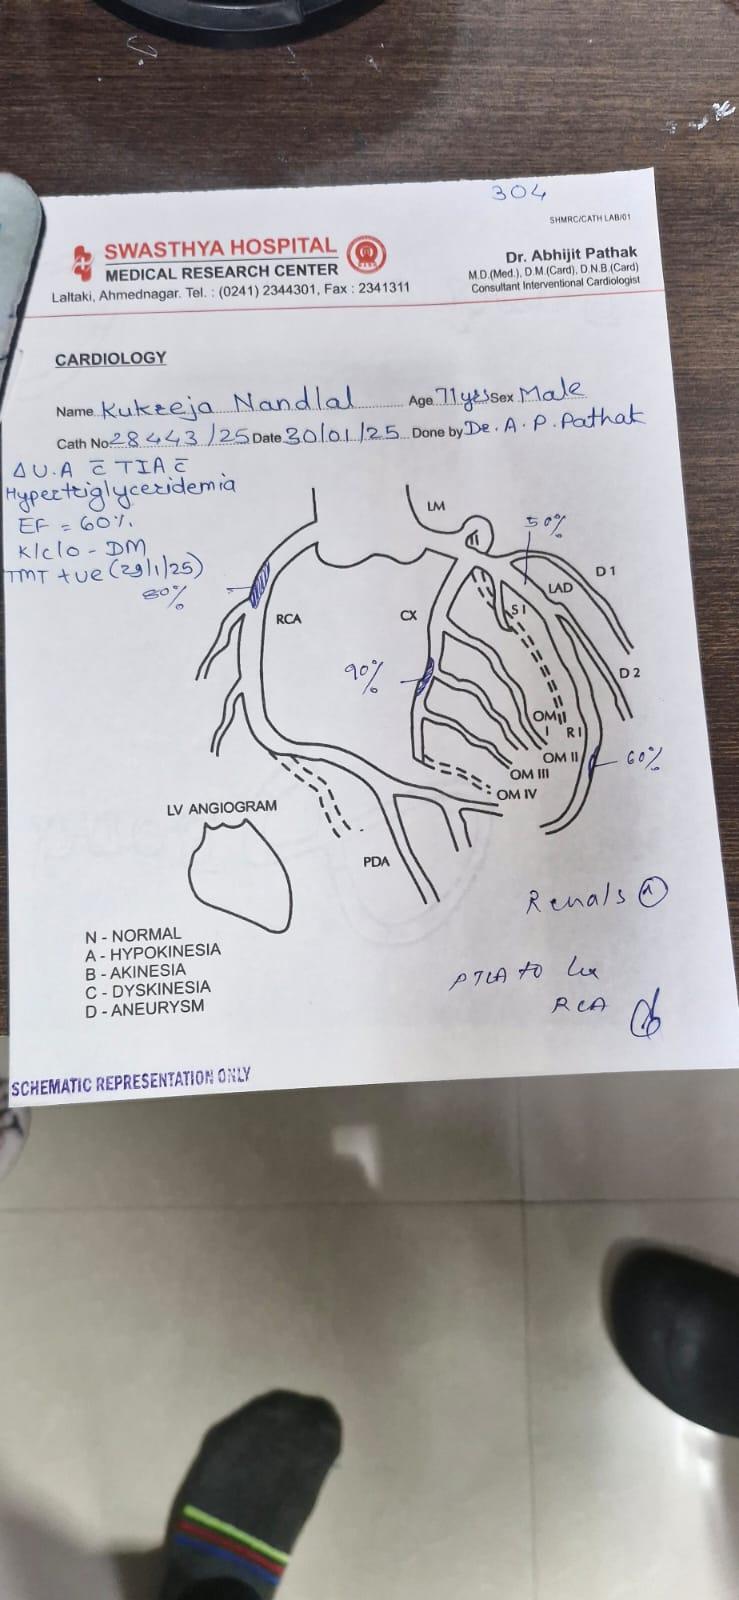 304
SHMRC/CATH LAB/01
SWASTHYA HOSPITAL
MEDICAL RESEARCH CENTER
Laltaki, Ahmednagar. Tel. : (0241) 2344301, Fax : 2341311
Dr. Abhijit Pathak
M.D.(Med.), D.M.(Card), D.N.B.(Card)
Consultant Interventional Cardiologist
CARDIOLOGY
Name Kukreja Nandlal Age 71yrs Sex Male
Cath No 28443/25 Date 30/01/25 Done by Dr. A. P. Pathak
Δ U.A c̄ TIA c̄
Hypertriglyceridemia
EF = 60%.
K/c/o - DM
TMT +ve (29/1/25)
80%
LM
50%
D1
LAD
RCA
CX
S1
D2
90%
OM
I
RI
OM II
60%
OM III
OM IV
LV ANGIOGRAM
PDA
Renals N
N - NORMAL
A - HYPOKINESIA
B - AKINESIA
C - DYSKINESIA
D - ANEURYSM
PTCA to
RCA
SCHEMATIC REPRESENTATION ONLY